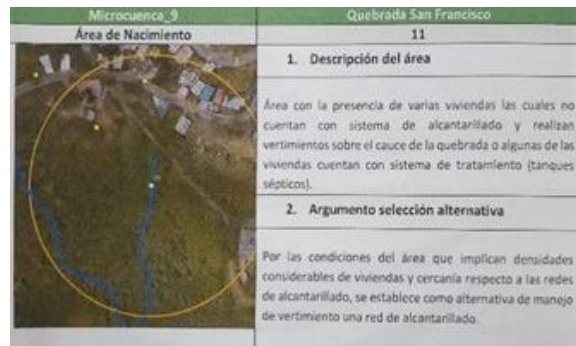 Microcuenca_9
Quebrada San Francisco
Área de Nacimiento
11
1. Descripción del área
Área con la presencia de varias viviendas las cuales no
cuentan con sistema de alcantarillado y realizan
vertimientos sobre el cauce de la quebrada o algunas de las
viviendas cuentan con sistema de tratamiento (tanques
sépticos).
2. Argumento selección alternativa
Por las condiciones del área que implican densidades
considerables de viviendas y cercanía respecto a las redes
de alcantarillado, se establece como alternativa de manejo
de vertimiento una red de alcantarillado.